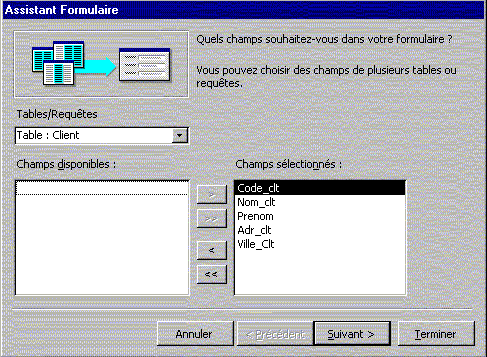 Assistant Formulaire
Quels champs souhaitez-vous dans votre formulaire ?
Vous pouvez choisir des champs de plusieurs tables ou
requêtes.
Tables/Requêtes
Table : Client
Champs disponibles :
Champs sélectionnés :
>
>>
<
<<
Code_clt
Nom_clt
Prenom
Adr_clt
Ville_Clt
Annuler
< Précédent
Suivant >
Terminer